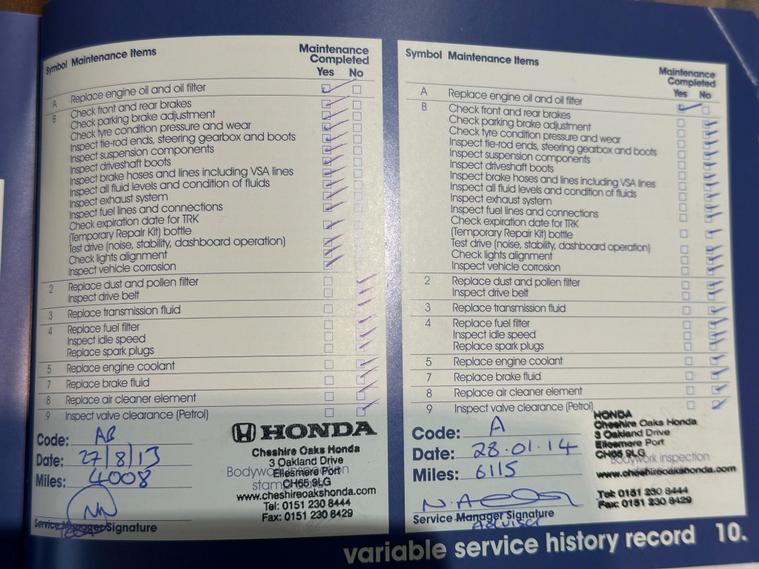 Symbol Maintenance Items
Maintenance
Completed
Yes No
A Replace engine oil and oil filter
B Check front and rear brakes
Check parking brake adjustment
Check tyre condition pressure and wear
Inspect tie-rod ends, steering gearbox and boots
Inspect suspension components
Inspect driveshaft boots
Inspect brake hoses and lines including VSA lines
Inspect all fluid levels and condition of fluids
Inspect exhaust system
Inspect fuel lines and connections
Check expiration date for TRK
(Temporary Repair Kit) bottle
Test drive (noise, stability, dashboard operation)
Check lights alignment
Inspect vehicle corrosion
2 Replace dust and pollen filter
Inspect drive belt
3 Replace transmission fluid
4 Replace fuel filter
Inspect idle speed
Replace spark plugs
5 Replace engine coolant
7 Replace brake fluid
8 Replace air cleaner element
9 Inspect valve clearance (Petrol)
Code: AB
Date: 27/8/13
Miles: 4008
Service Manager Signature
HONDA
Cheshire Oaks Honda
3 Oakland Drive
Ellesmere Port
CH65 9LG
www.cheshireoakshonda.com
Tel: 0151 230 8444
Fax: 0151 230 8429
Symbol Maintenance Items
Maintenance
Completed
Yes No
A Replace engine oil and oil filter
B Check front and rear brakes
Check parking brake adjustment
Check tyre condition pressure and wear
Inspect tie-rod ends, steering gearbox and boots
Inspect suspension components
Inspect driveshaft boots
Inspect brake hoses and lines including VSA lines
Inspect all fluid levels and condition of fluids
Inspect exhaust system
Inspect fuel lines and connections
Check expiration date for TRK
(Temporary Repair Kit) bottle
Test drive (noise, stability, dashboard operation)
Check lights alignment
Inspect vehicle corrosion
2 Replace dust and pollen filter
Inspect drive belt
3 Replace transmission fluid
4 Replace fuel filter
Inspect idle speed
Replace spark plugs
5 Replace engine coolant
7 Replace brake fluid
8 Replace air cleaner element
9 Inspect valve clearance (Petrol)
Code: A
Date: 28.01.14
Miles: 6115
Service Manager Signature
Advisor
HONDA
Cheshire Oaks Honda
3 Oakland Drive
Ellesmere Port
CH65 9LG
Bodywork inspection
www.cheshireoakshonda.com
Tel: 0151 230 8444
Fax: 0151 230 8429
variable service history record 10.